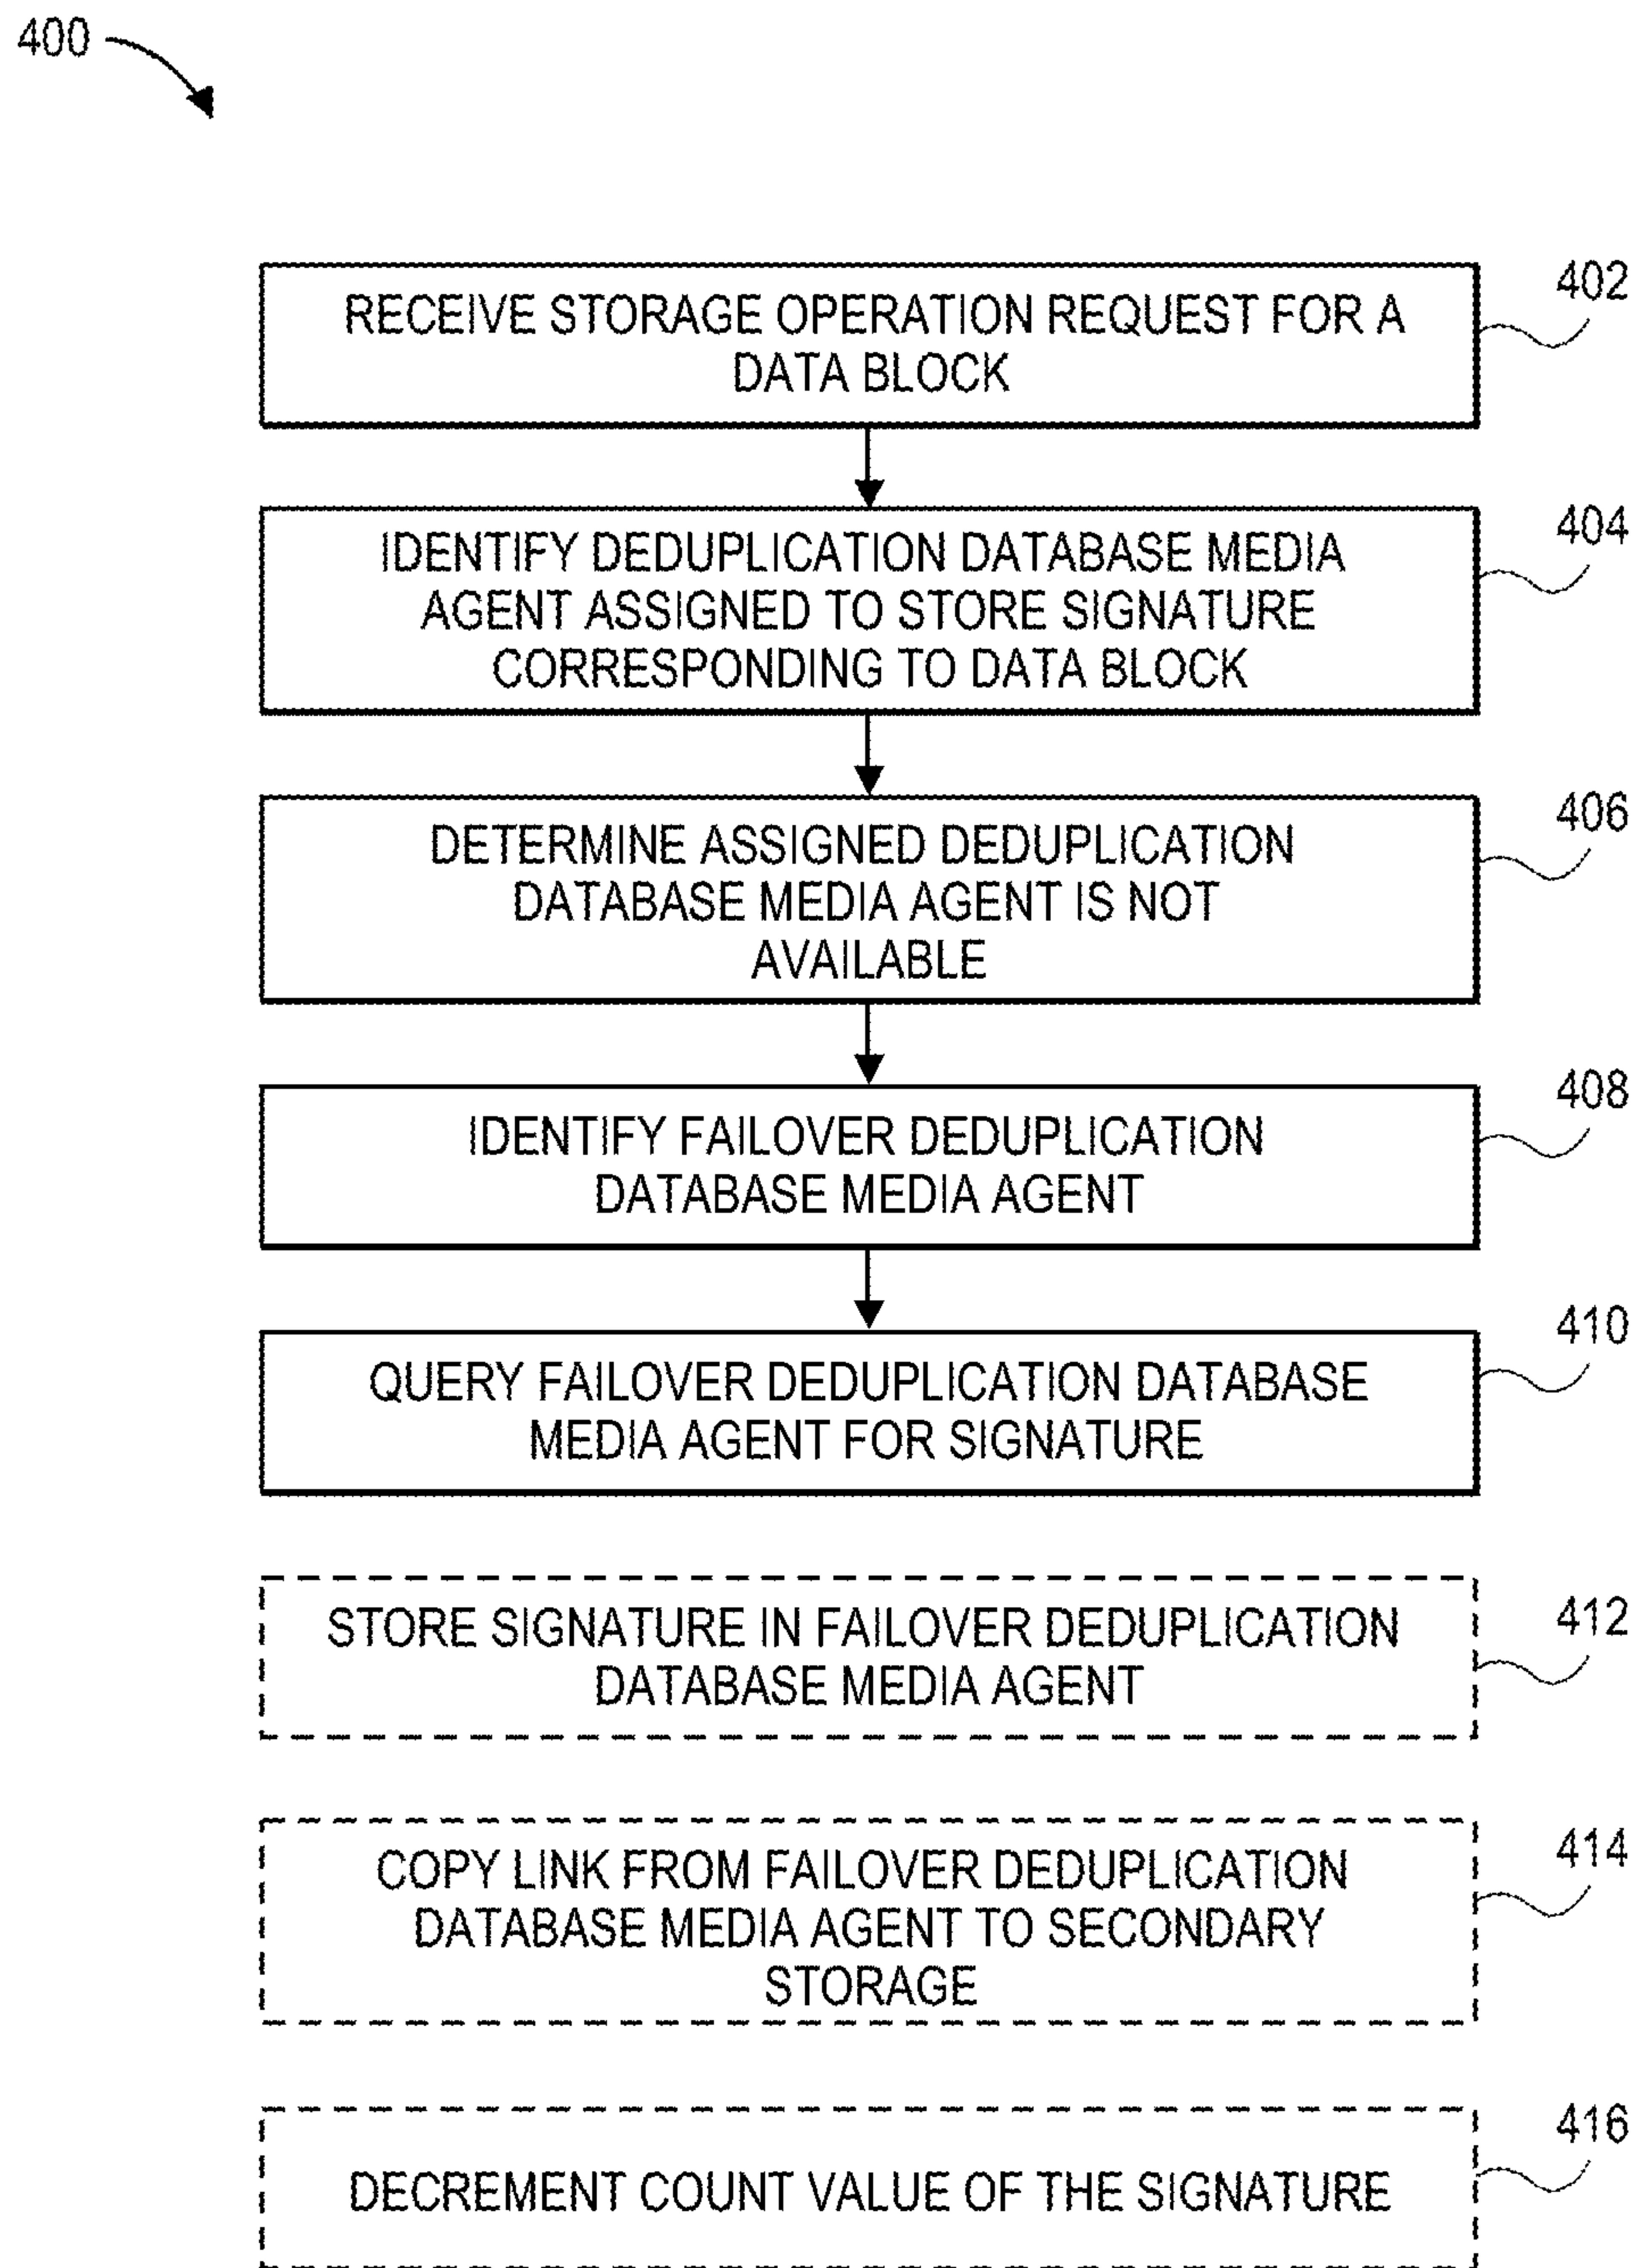 400
402
RECEIVE STORAGE OPERATION REQUEST FOR A
DATA BLOCK
404
IDENTIFY DEDUPLICATION DATABASE MEDIA
AGENT ASSIGNED TO STORE SIGNATURE
CORRESPONDING TO DATA BLOCK
406
DETERMINE ASSIGNED DEDUPLICATION
DATABASE MEDIA AGENT IS NOT
AVAILABLE
408
IDENTIFY FAILOVER DEDUPLICATION
DATABASE MEDIA AGENT
410
QUERY FAILOVER DEDUPLICATION DATABASE
MEDIA AGENT FOR SIGNATURE
412
STORE SIGNATURE IN FAILOVER DEDUPLICATION
DATABASE MEDIA AGENT
414
COPY LINK FROM FAILOVER DEDUPLICATION
DATABASE MEDIA AGENT TO SECONDARY
STORAGE
416
DECREMENT COUNT VALUE OF THE SIGNATURE